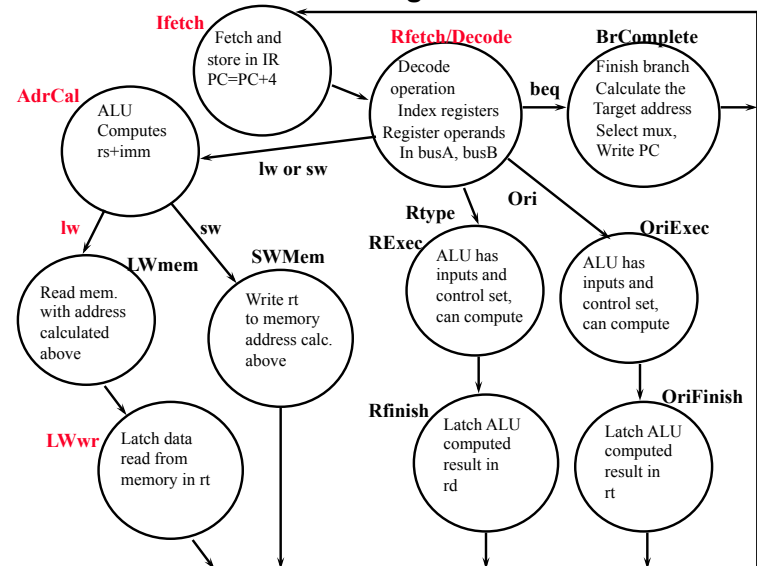 Ifetch
Fetch and
store in IR
PC=PC+4
Rfetch/Decode
Decode
operation
Index registers
Register operands
In busA, busB
beq
BrComplete
Finish branch
Calculate the
Target address
Select mux,
Write PC
AdrCal
ALU
Computes
rs+imm
lw or sw
lw
sw
Rtype
Ori
LWmem
Read mem.
with address
calculated
above
SWMem
Write rt
to memory
address calc.
above
RExec
ALU has
inputs and
control set,
can compute
OriExec
ALU has
inputs and
control set,
can compute
LWwr
Latch data
read from
memory in rt
Rfinish
Latch ALU
computed
result in
rd
OriFinish
Latch ALU
computed
result in
rt